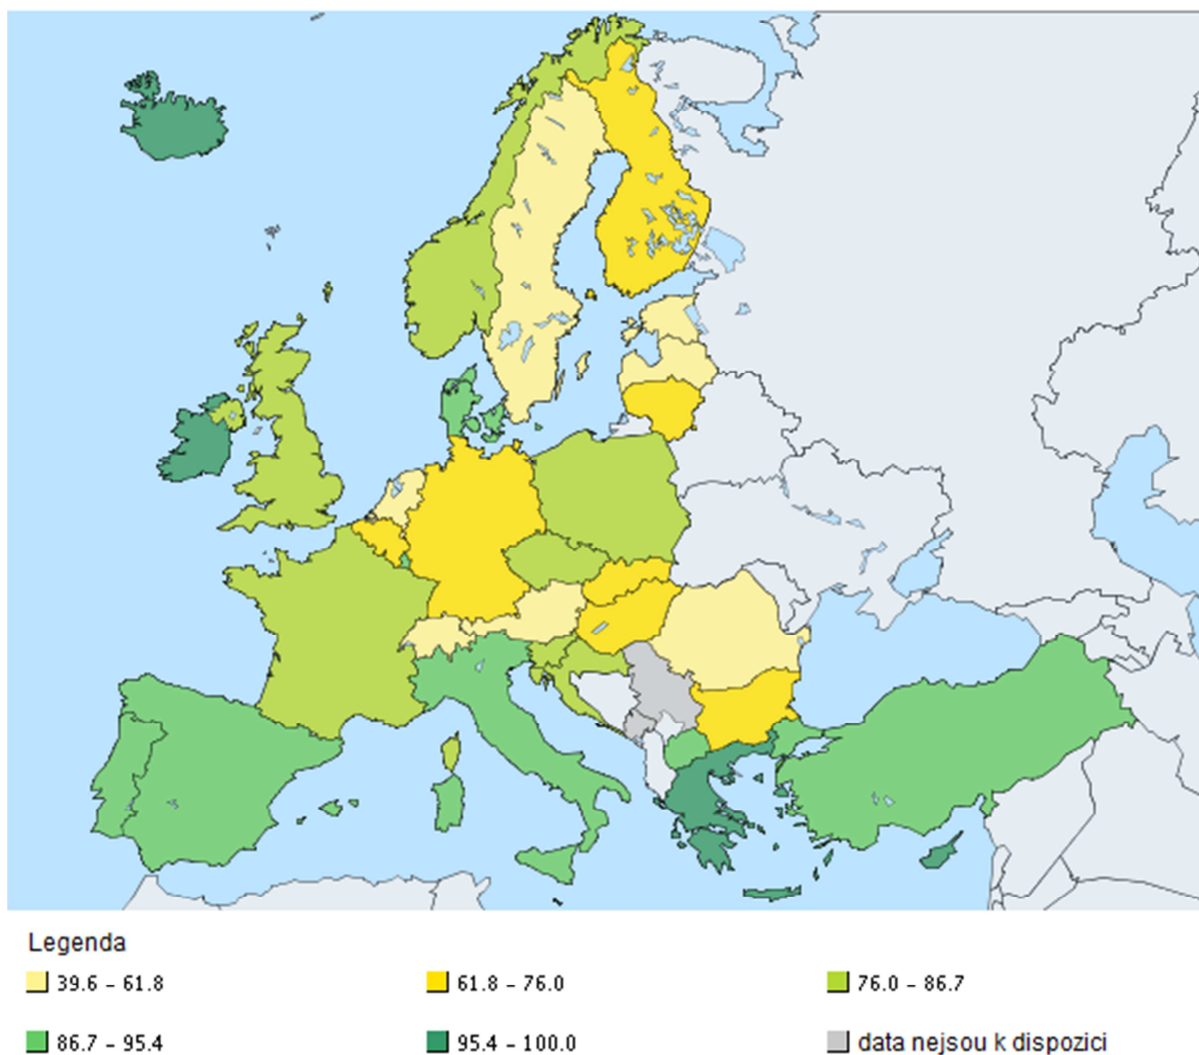 Legenda
39.6 - 61.8
61.8 - 76.0
76.0 - 86.7
86.7 - 95.4
95.4 - 100.0
data nejsou k dispozici